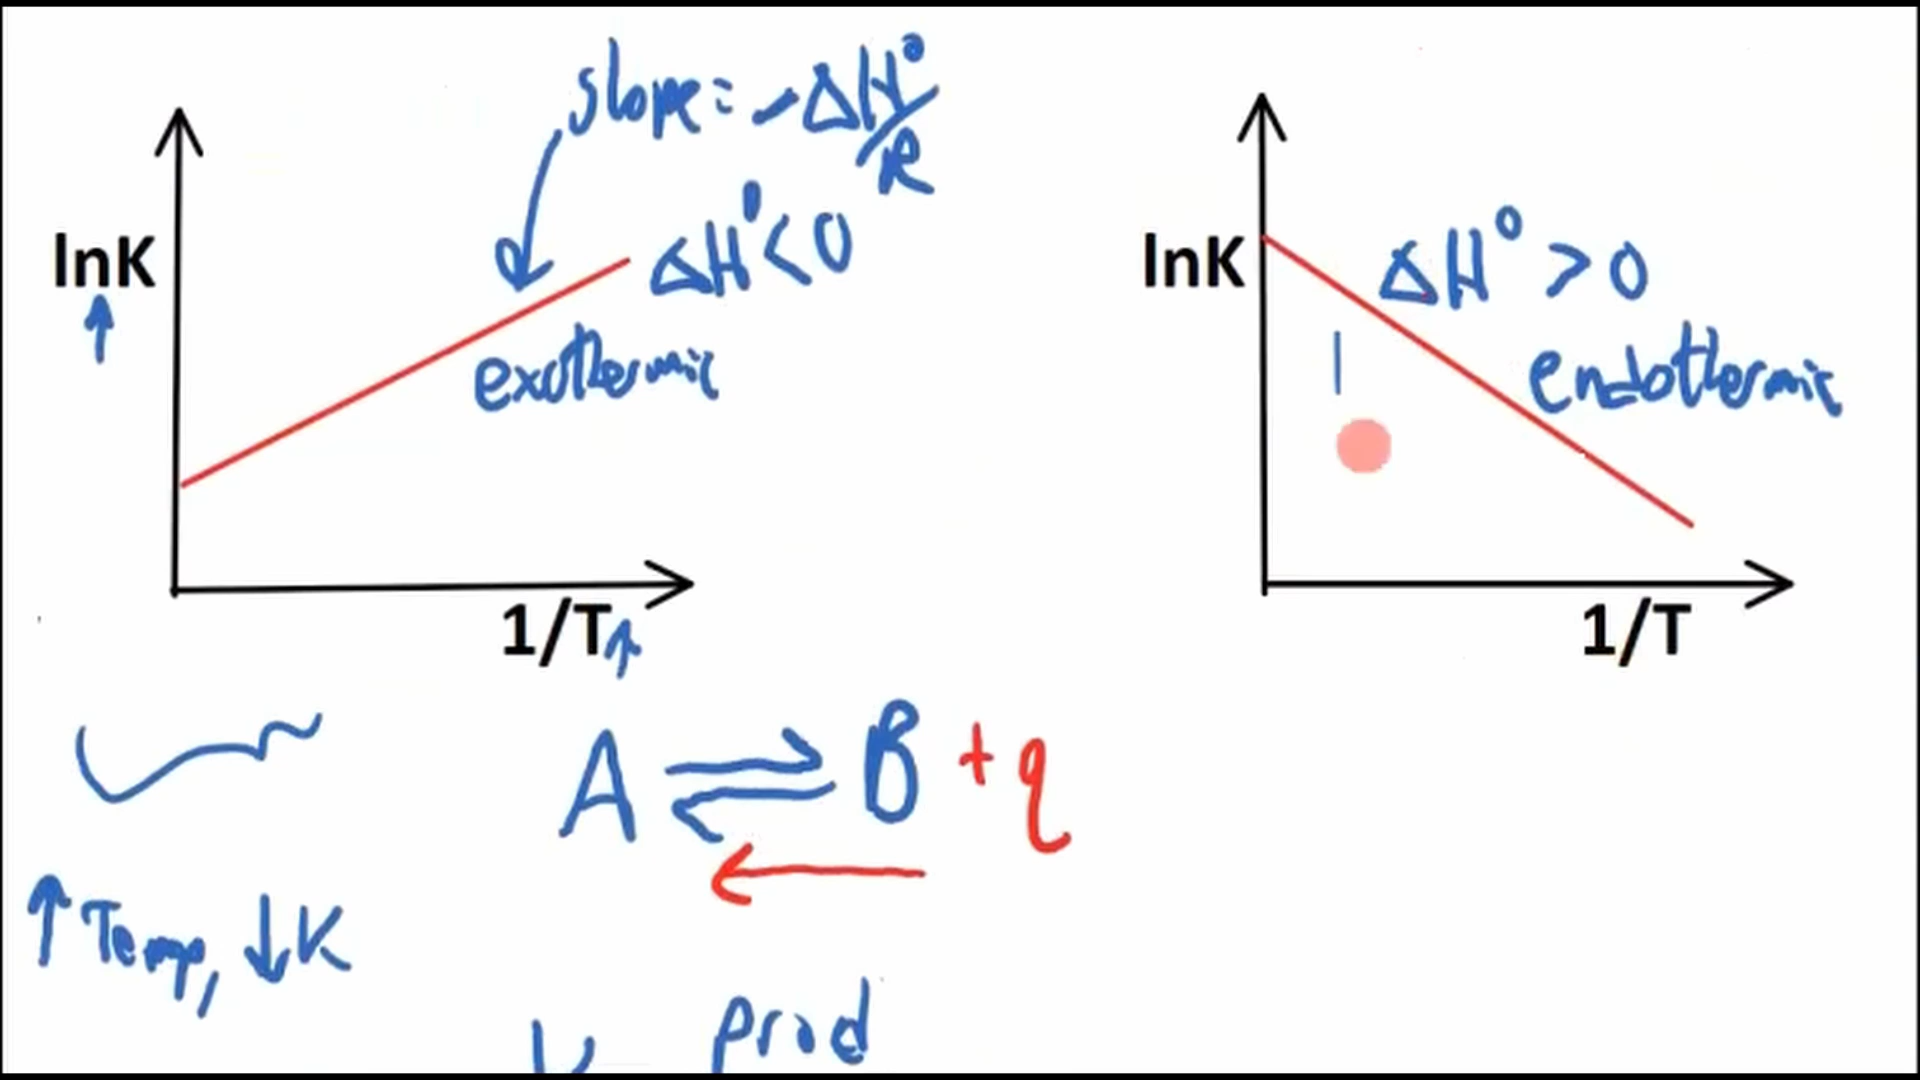 slope = -ΔH°/R
lnK
↑
ΔH° < 0
exothermic
1/T↑
lnK
ΔH° > 0
endothermic
1/T
A ⇌ B + q
↑ Temp, ↓K
prod